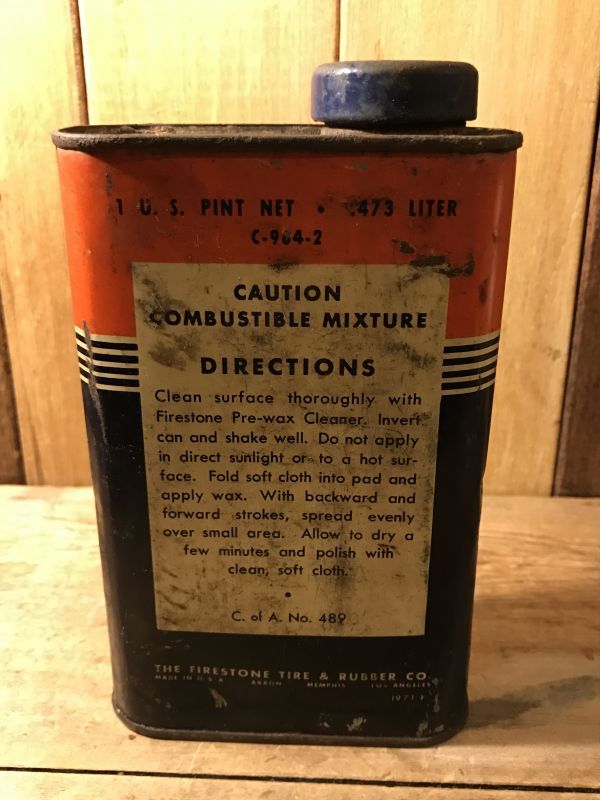 1 U. S. PINT NET • .473 LITER
C-964-2
CAUTION
COMBUSTIBLE MIXTURE
DIRECTIONS
Clean surface thoroughly with
Firestone Pre-wax Cleaner. Invert
can and shake well. Do not apply
in direct sunlight or to a hot sur-
face. Fold soft cloth into pad and
apply wax. With backward and
forward strokes, spread evenly
over small area. Allow to dry a
few minutes and polish with
clean, soft cloth.
•
C. of A. No. 489
THE FIRESTONE TIRE & RUBBER CO.
MADE IN U.S.A. AKRON MEMPHIS LOS ANGELES